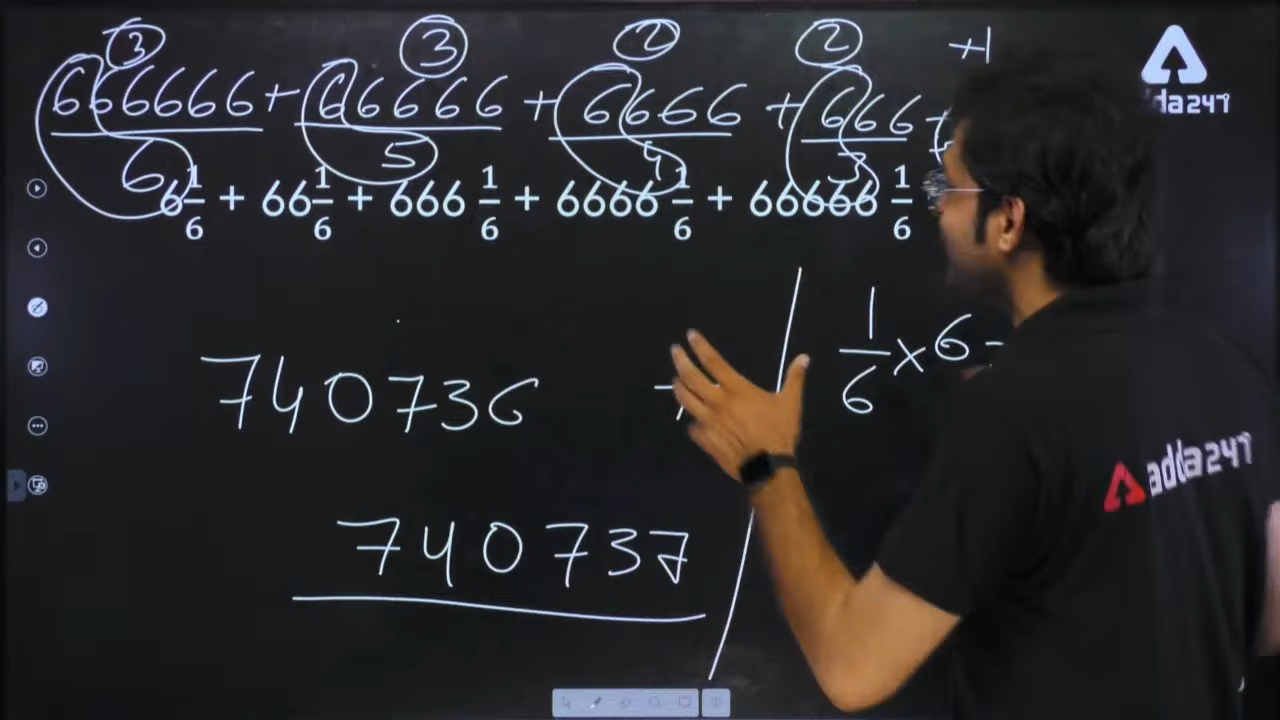 ③ ③ ② ② +1
666666 + 66666 + 6666 + 666 +
6 5 4 3
6 1/6 + 66 1/6 + 666 1/6 + 6666 1/6 + 66666 1/6
1/6 × 6 =
740736
740737
adda247
adda247